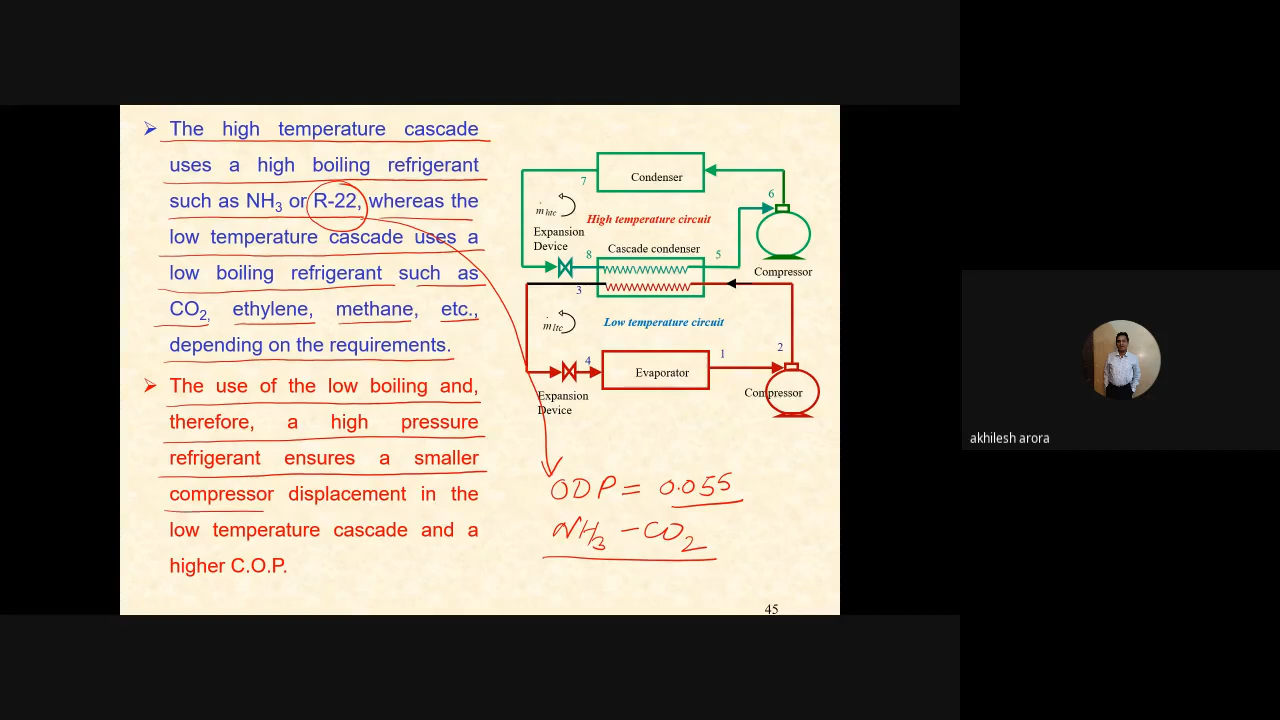 ➢ The high temperature cascade
uses a high boiling refrigerant
such as NH₃ or R-22, whereas the
low temperature cascade uses a
low boiling refrigerant such as
CO₂, ethylene, methane, etc.,
depending on the requirements.
➢ The use of the low boiling and,
therefore, a high pressure
refrigerant ensures a smaller
compressor displacement in the
low temperature cascade and a
higher C.O.P.
Condenser
7
6
ṁhtc
High temperature circuit
Expansion
Device
Cascade condenser
8
5
Compressor
3
ṁltc
Low temperature circuit
4
1
2
Evaporator
Expansion
Device
Compressor
ODP = 0.055
NH₃ – CO₂
45
akhilesh arora